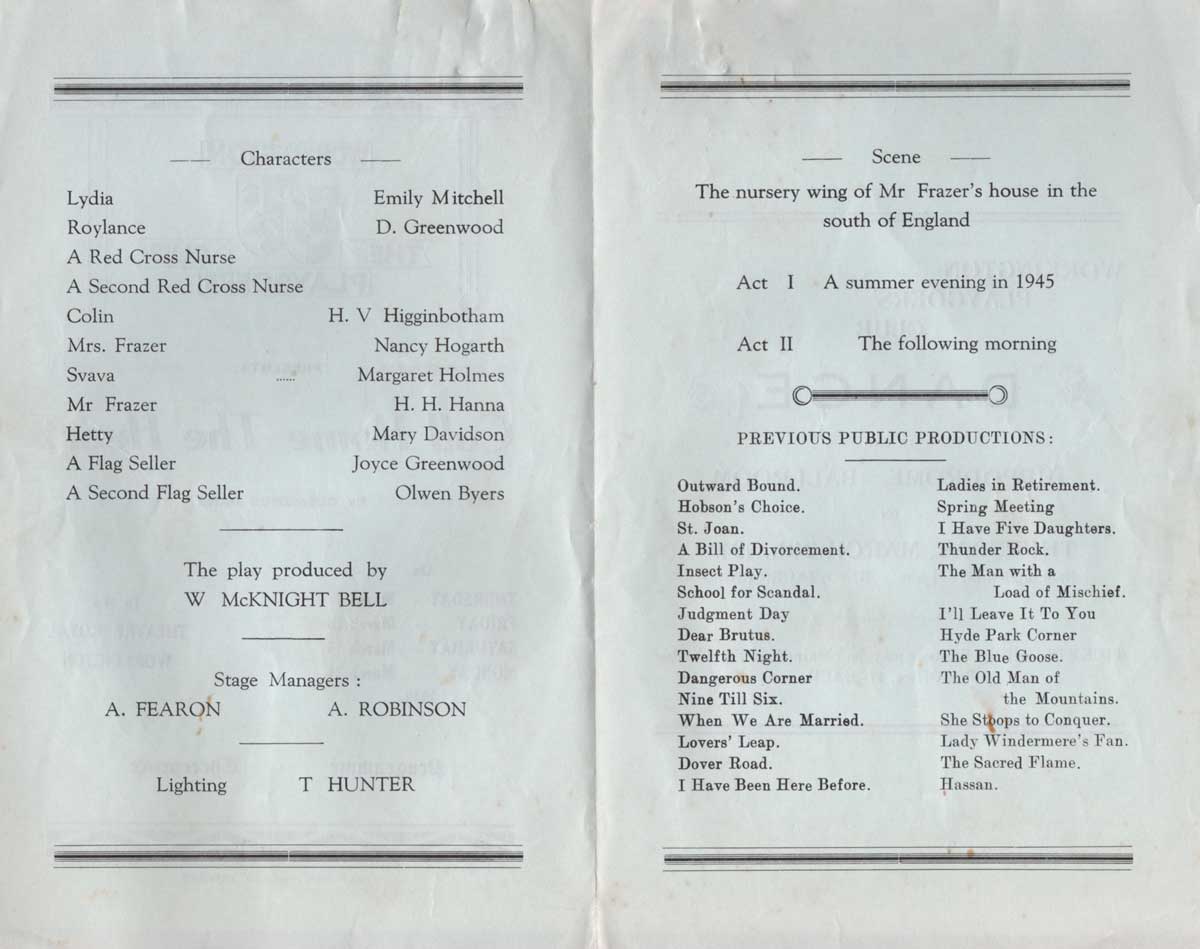 Characters
Lydia Emily Mitchell
Roylance D. Greenwood
A Red Cross Nurse
A Second Red Cross Nurse
Colin H. V Higginbotham
Mrs. Frazer Nancy Hogarth
Svava ...... Margaret Holmes
Mr Frazer H. H. Hanna
Hetty Mary Davidson
A Flag Seller Joyce Greenwood
A Second Flag Seller Olwen Byers
The play produced by
W McKNIGHT BELL
Stage Managers :
A. FEARON A. ROBINSON
Lighting T HUNTER
Scene
The nursery wing of Mr Frazer's house in the
south of England
Act I A summer evening in 1945
Act II The following morning
PREVIOUS PUBLIC PRODUCTIONS:
Outward Bound.
Hobson's Choice.
St. Joan.
A Bill of Divorcement.
Insect Play.
School for Scandal.
Judgment Day
Dear Brutus.
Twelfth Night.
Dangerous Corner
Nine Till Six.
When We Are Married.
Lovers' Leap.
Dover Road.
I Have Been Here Before.
Ladies in Retirement.
Spring Meeting
I Have Five Daughters.
Thunder Rock.
The Man with a
Load of Mischief.
I'll Leave It To You
Hyde Park Corner
The Blue Goose.
The Old Man of
the Mountains.
She Stoops to Conquer.
Lady Windermere's Fan.
The Sacred Flame.
Hassan.